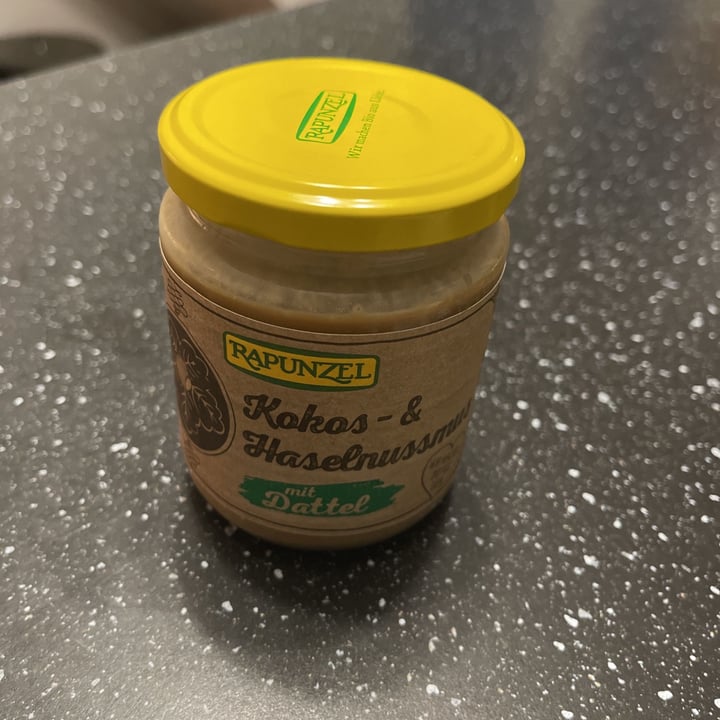 RAPUNZEL
Wir machen Bio aus Liebe.
RAPUNZEL
Kokos- &
Haselnussmus
mit
Dattel